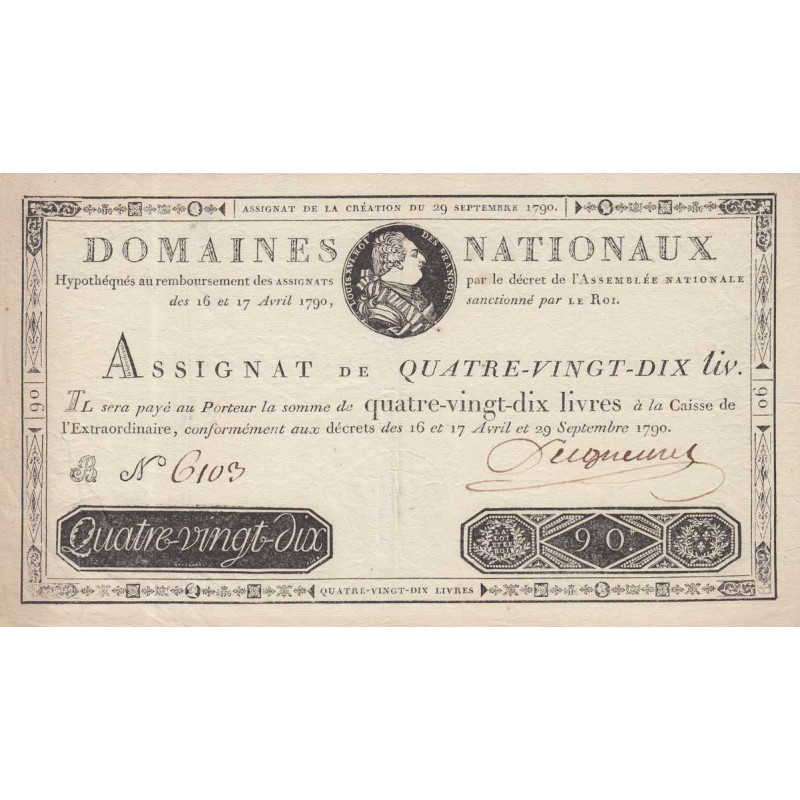 ASSIGNAT DE LA CRÉATION DU 29 SEPTEMBRE 1790.
DOMAINES NATIONAUX
LOUIS XVI. ROI DES FRANÇOIS.
Hypothéqués au remboursement des ASSIGNATS par le décret de l'ASSEMBLÉE NATIONALE
des 16 et 17 Avril 1790, sanctionné par LE ROI.
ASSIGNAT DE QUATRE-VINGT-DIX liv.
IL sera payé au Porteur la somme de quatre-vingt-dix livres à la Caisse de
l'Extraordinaire, conformément aux décrets des 16 et 17 Avril et 29 Septembre 1790.
90
90
B No 6103
Quatre-vingt-dix
LA LOI ET LE ROI
90
QUATRE-VINGT-DIX LIVRES